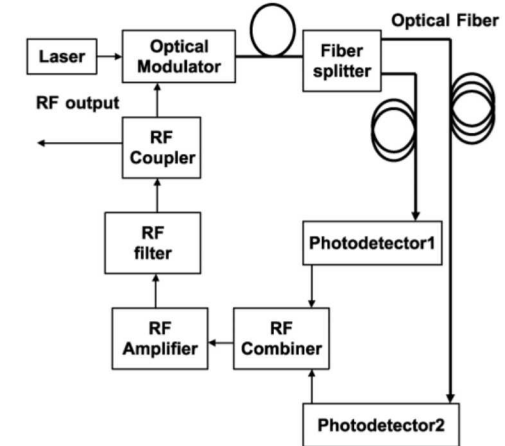 Optical Fiber
Laser
Optical
Modulator
Fiber
splitter
RF output
RF
Coupler
RF
filter
Photodetector1
RF
Amplifier
RF
Combiner
Photodetector2